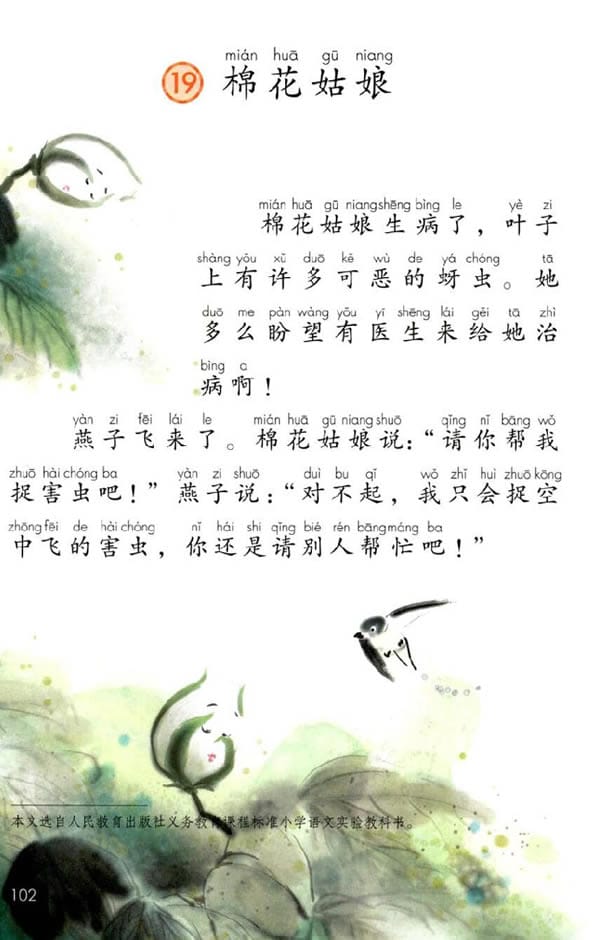 mián huā gū niang
19 棉花姑娘
mián huā gū niang shēng bìng le yè zi
棉花姑娘生病了，叶子
shàng yǒu xǔ duō kě wù de yá chóng tā
上有许多可恶的蚜虫。她
duō me pàn wàng yǒu yī shēng lái gěi tā zhì
多么盼望有医生来给她治
bìng a
病啊！
yàn zi fēi lái le mián huā gū niang shuō qǐng nǐ bāng wǒ
燕子飞来了。棉花姑娘说：“请你帮我
zhuō hài chóng ba yàn zi shuō duì bu qǐ wǒ zhǐ huì zhuō kōng
捉害虫吧！”燕子说：“对不起，我只会捉空
zhōng fēi de hài chóng nǐ hái shi qǐng bié rén bāng máng ba
中飞的害虫，你还是请别人帮忙吧！”
本文选自人民教育出版社义务教育课程标准小学语文实验教科书。
102